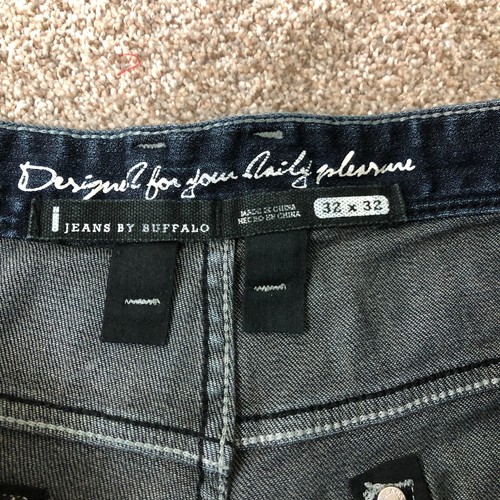 Designed for your daily pleasure
i JEANS BY BUFFALO
MADE IN CHINA
HECHO EN CHINA
32 x 32